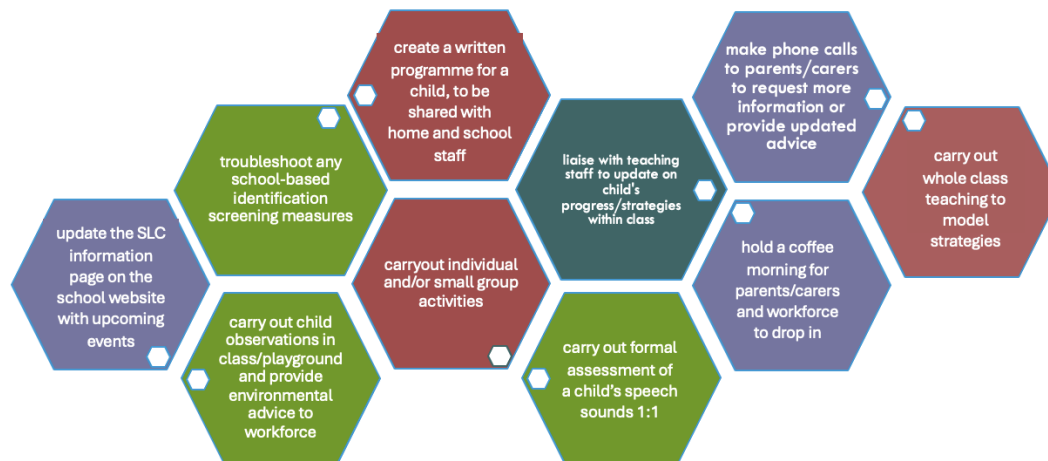 create a written
programme for a
child, to be
shared with
home and school
staff
make phone calls
to parents/carers
to request more
information or
provide updated
advice
troubleshoot any
school-based
identification
screening measures
liaise with teaching
staff to update on
child's
progress/strategies
within class
carry out
whole class
teaching to
model
strategies
update the SLC
information
page on the
school website
with upcoming
events
carryout individual
and/or small group
activities
hold a coffee
morning for
parents/carers
and workforce
to drop in
carry out child
observations in
class/playground
and provide
environmental
advice to
workforce
carry out formal
assessment of
a child’s speech
sounds 1:1